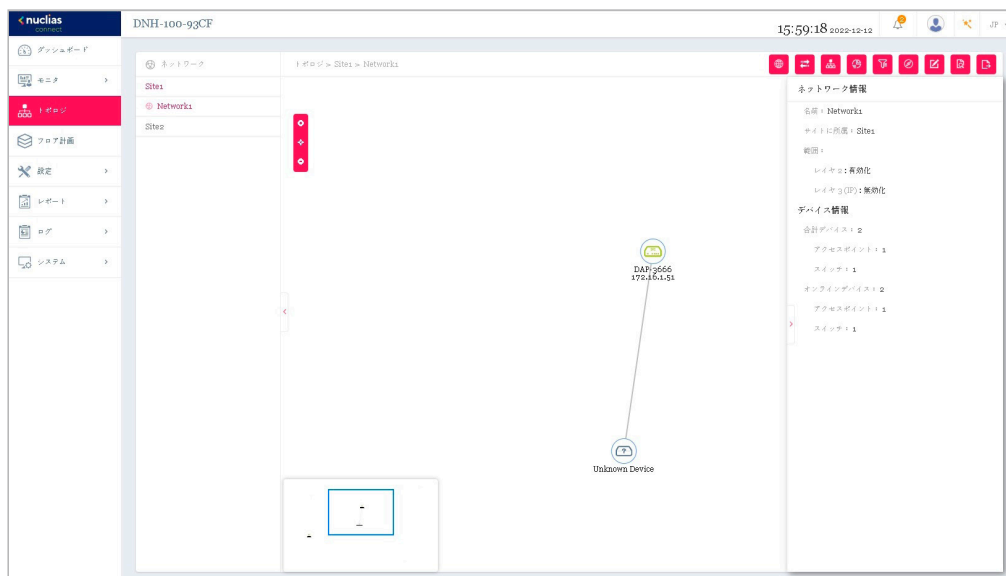 nuclias
connect
DNH-100-93CF
15:59:18 2022-12-12
2
JP
ダッシュボード
モニタ
トポロジ
フロア計画
設定
レポート
ログ
システム
ネットワーク
Site1
Network1
Site2
トポロジ > Site1 > Network1
DAP-3666
172.16.1.51
Unknown Device
ネットワーク情報
名前 : Network1
サイトに所属 : Site1
範囲 :
レイヤ 2 : 有効化
レイヤ 3 (IP) : 無効化
デバイス情報
合計デバイス : 2
アクセスポイント : 1
スイッチ : 1
オンラインデバイス : 2
アクセスポイント : 1
スイッチ : 1